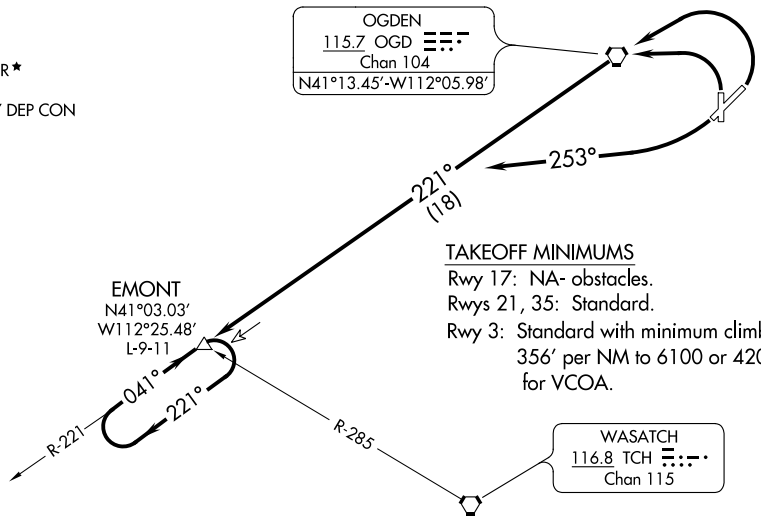 OGDEN
115.7 OGD
Chan 104
N41°13.45'-W112°05.98'
R★
' DEP CON
253°
221°
(18)
TAKEOFF MINIMUMS
Rwy 17: NA- obstacles.
Rwys 21, 35: Standard.
Rwy 3: Standard with minimum climb
356' per NM to 6100 or 420
for VCOA.
EMONT
N41°03.03'
W112°25.48'
L-9-11
041°
221°
R-221
R-285
WASATCH
116.8 TCH
Chan 115